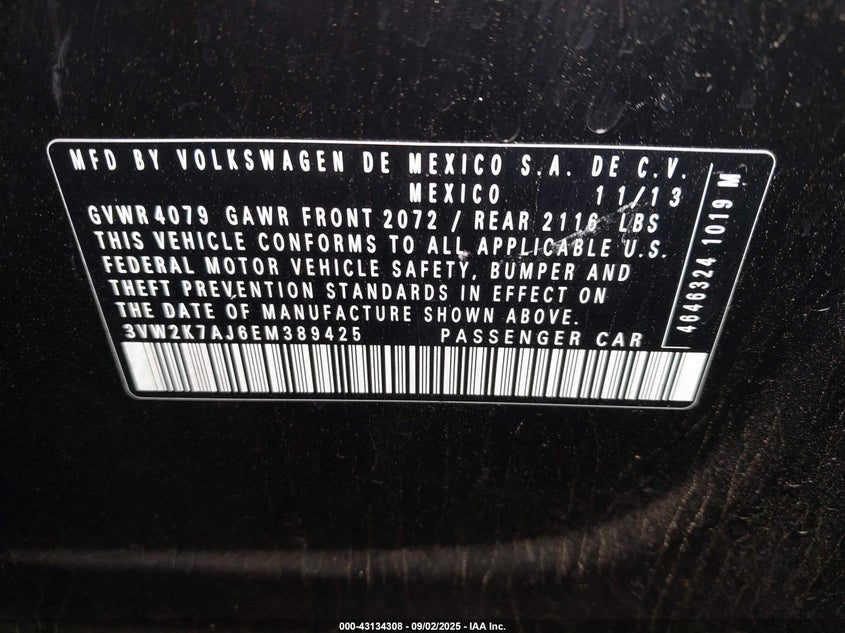 MFD BY VOLKSWAGEN DE MEXICO S.A. DE C.V.
MEXICO 11/13
GVWR 4079 GAWR FRONT 2072 / REAR 2116 LBS
THIS VEHICLE CONFORMS TO ALL APPLICABLE U.S.
FEDERAL MOTOR VEHICLE SAFETY, BUMPER AND
THEFT PREVENTION STANDARDS IN EFFECT ON
THE DATE OF MANUFACTURE SHOWN ABOVE.
3VW2K7AJ6EM389425 PASSENGER CAR
4646324 1019 M
000-43134308 - 09/02/2025 - IAA Inc.